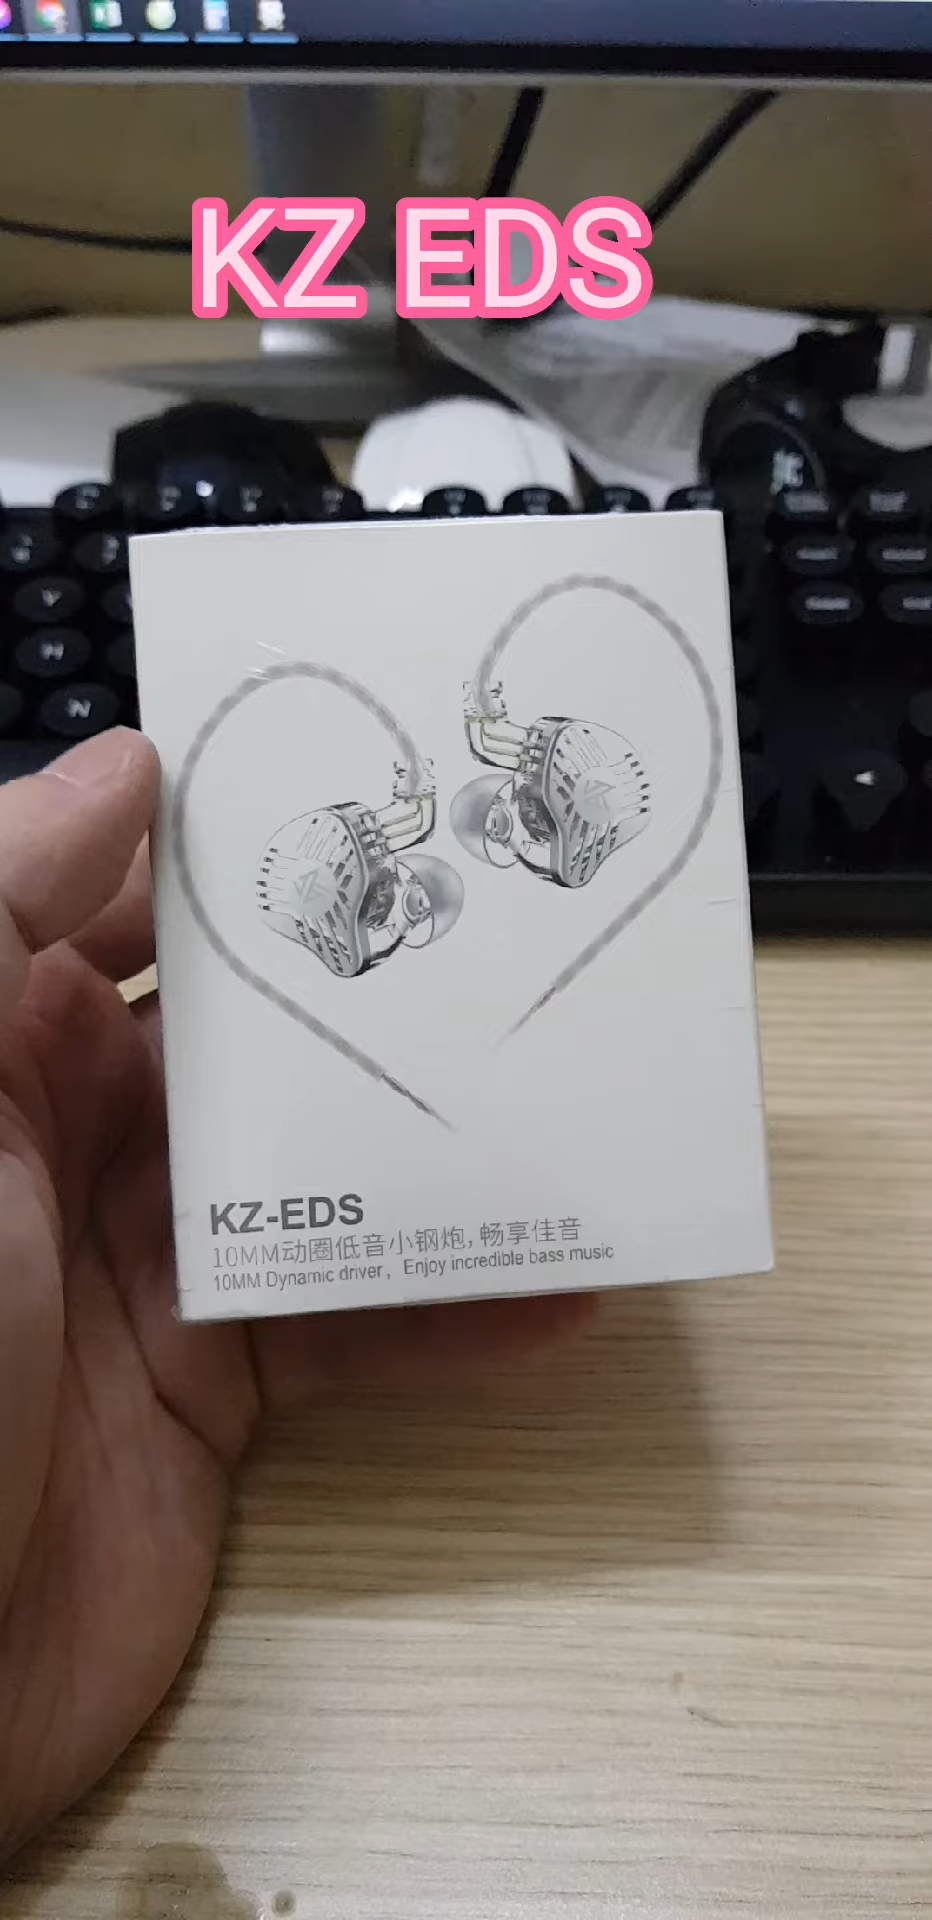 KZ EDS
KZ-EDS
10MM动圈低音小钢炮,畅享佳音
10MM Dynamic driver, Enjoy incredible bass music
N